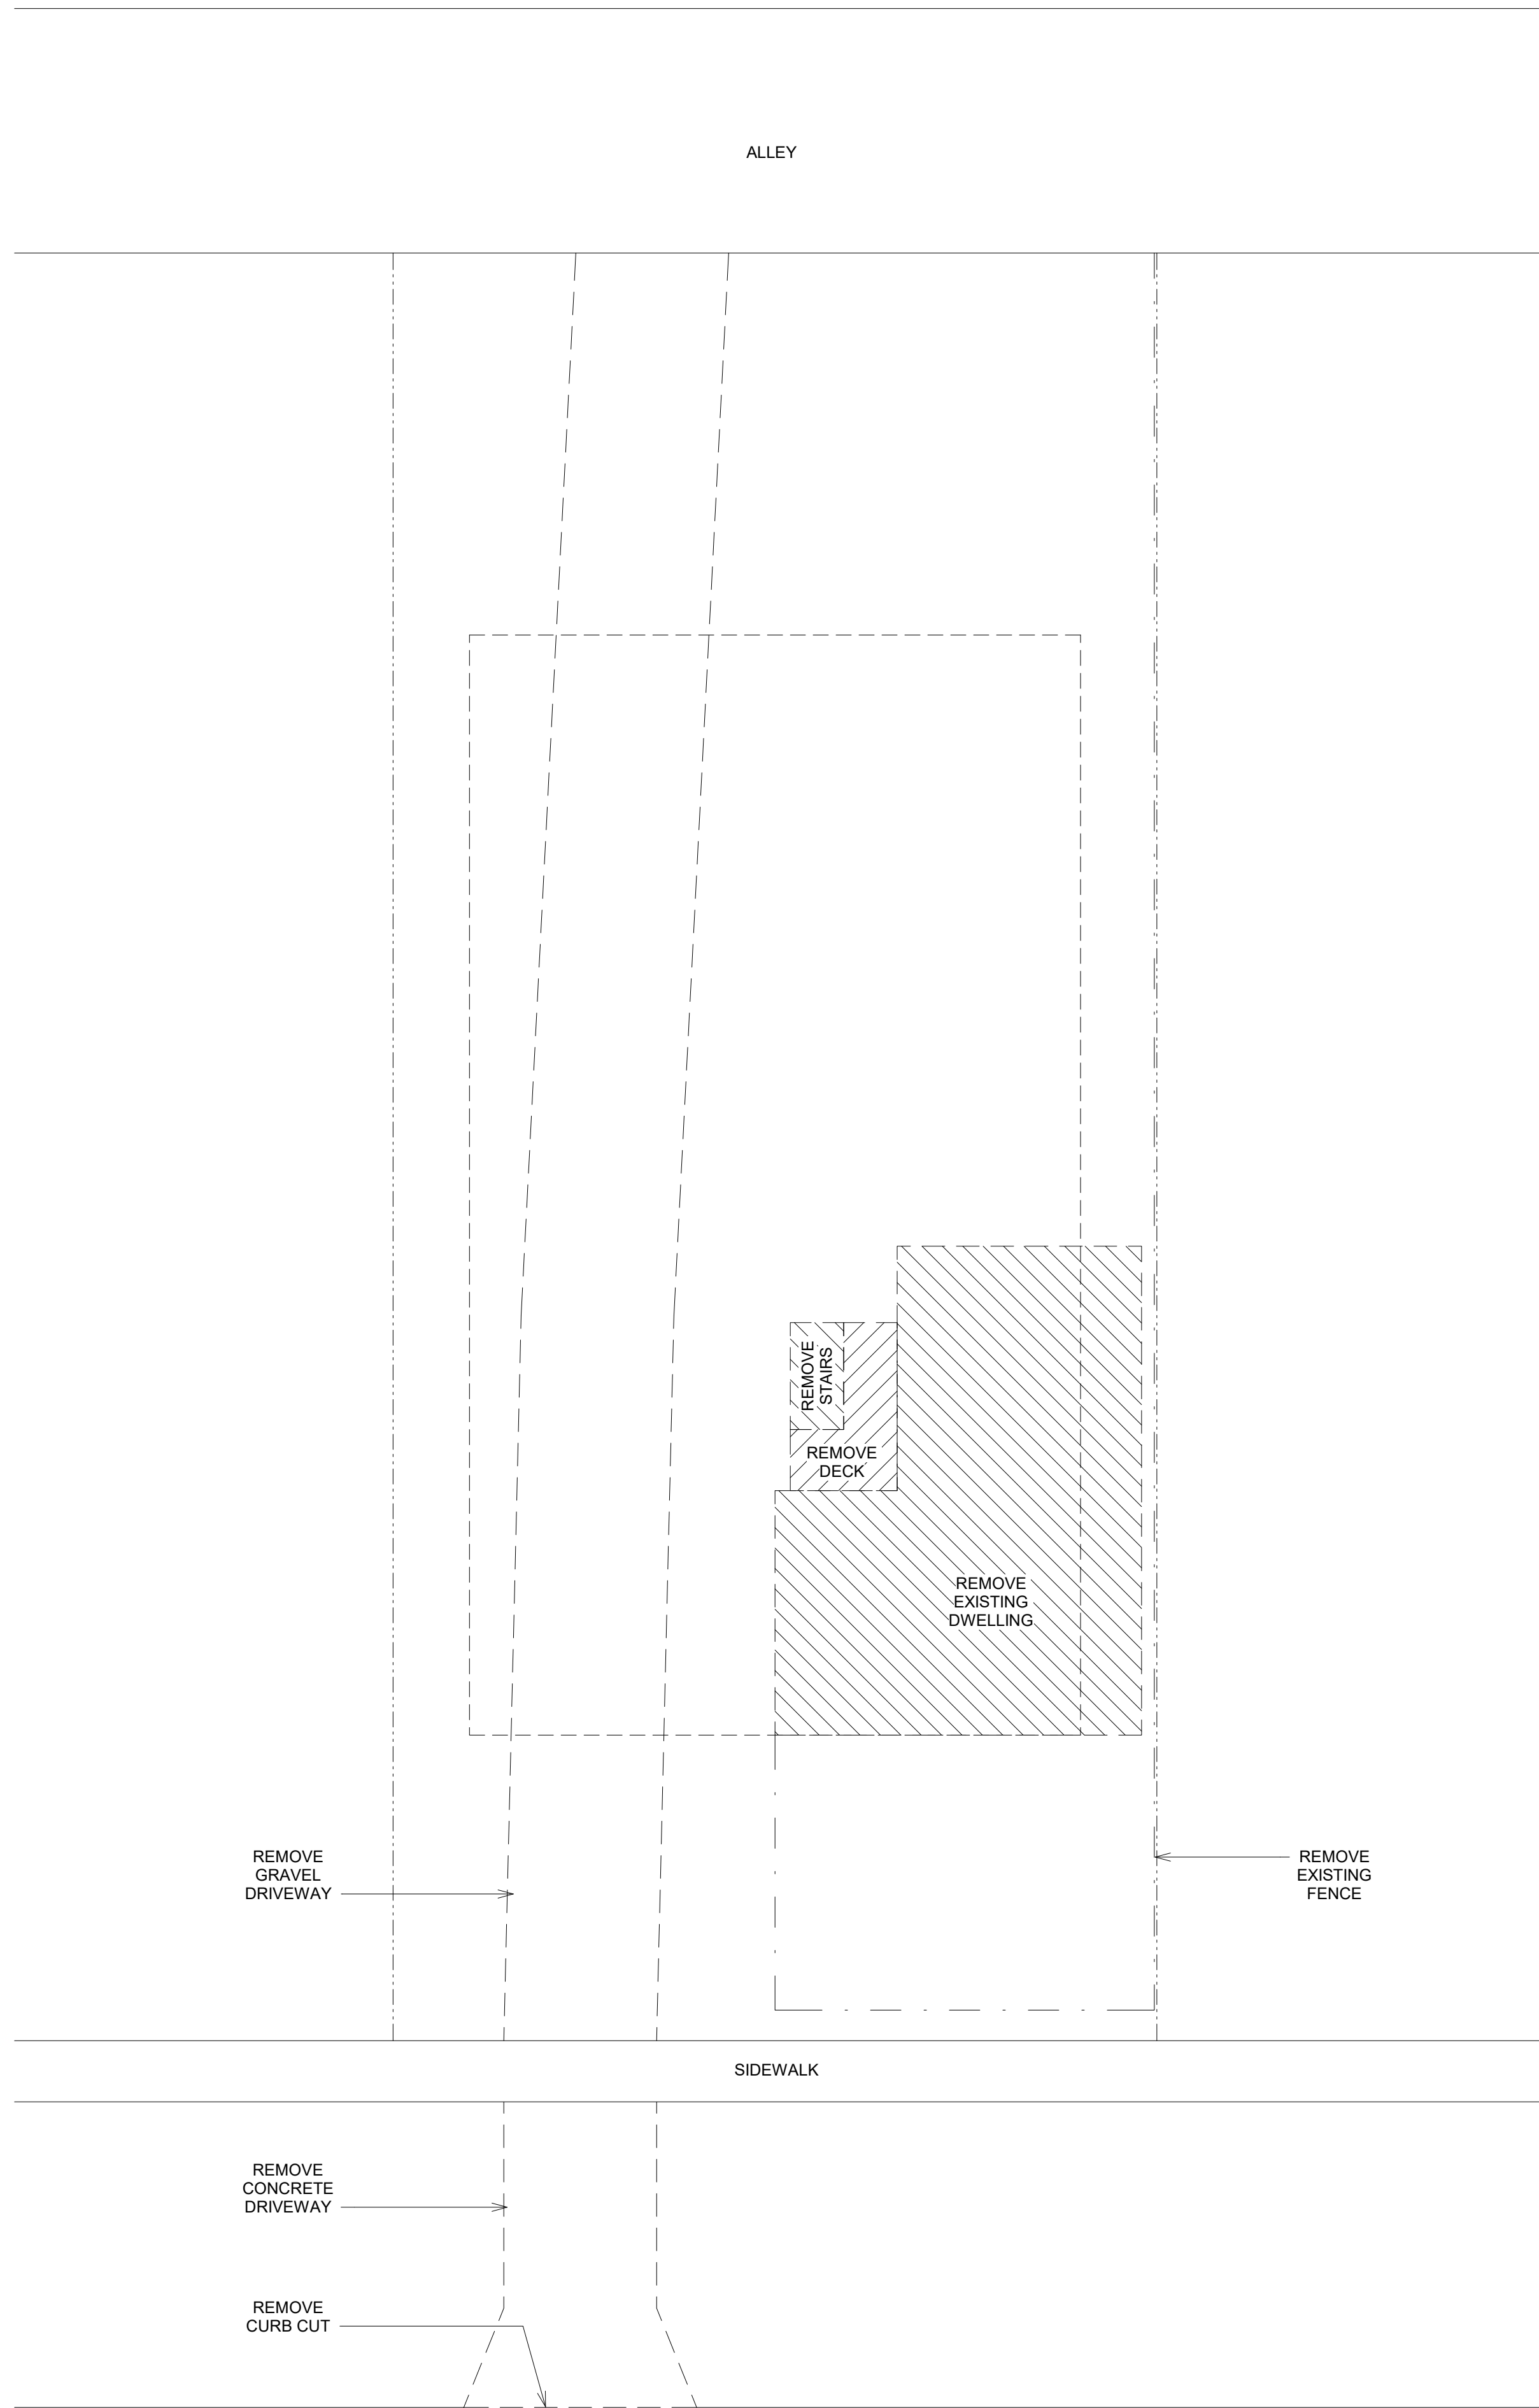 ALLEY
REMOVE
STAIRS
REMOVE
DECK
REMOVE
EXISTING
DWELLING
REMOVE
GRAVEL
DRIVEWAY
REMOVE
EXISTING
FENCE
SIDEWALK
REMOVE
CONCRETE
DRIVEWAY
REMOVE
CURB CUT